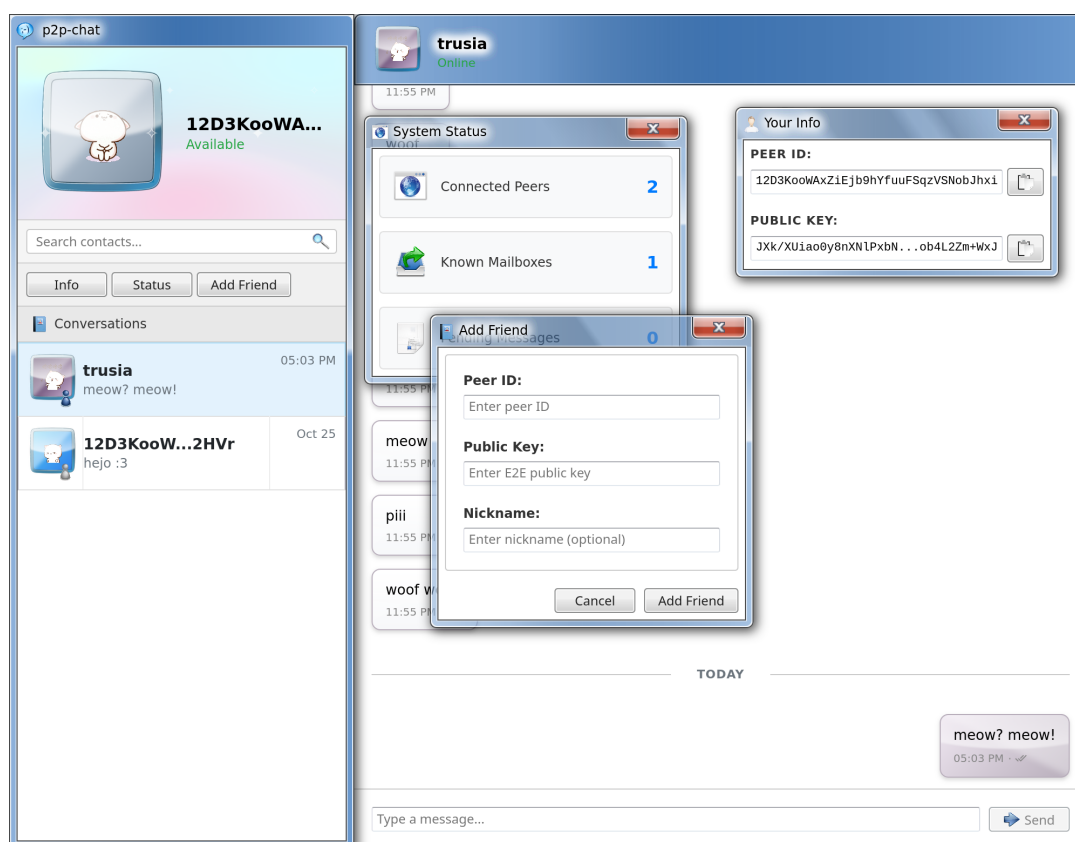 p2p-chat
12D3KooWA...
Available
Search contacts...
Info
Status
Add Friend
Conversations
trusia
05:03 PM
meow? meow!
12D3KooW...2HVr
Oct 25
hejo :3
trusia
Online
11:55 PM
System Status
woof
Connected Peers
2
Known Mailboxes
1
Pending Messages
0
Your Info
PEER ID:
12D3KooWAxZiEjb9hYfuuFSqzVSNobJhxi
PUBLIC KEY:
JXk/XUiao0y8nXNlPxbN...ob4L2Zm+WxJ
Add Friend
Peer ID:
Enter peer ID
Public Key:
Enter E2E public key
Nickname:
Enter nickname (optional)
Cancel
Add Friend
11:55 PM
meow
11:55 PM
piii
11:55 PM
woof w
11:55 PM
TODAY
meow? meow!
05:03 PM ·
Type a message...
Send